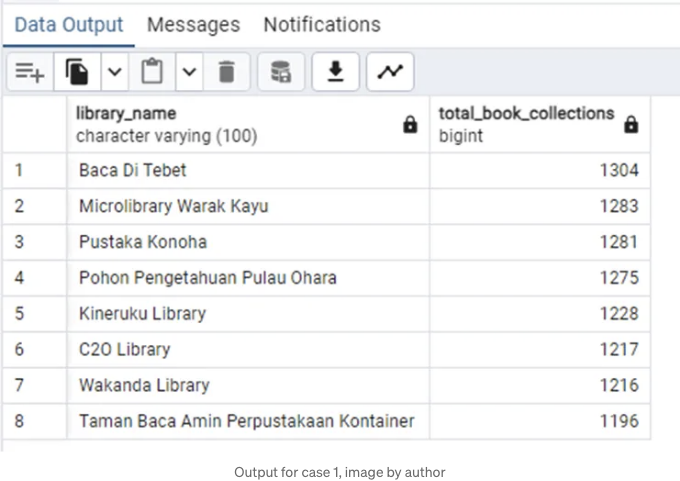 Data Output Messages Notifications
library_name total_book_collections
character varying (100) bigint
1 Baca Di Tebet 1304
2 Microlibrary Warak Kayu 1283
3 Pustaka Konoha 1281
4 Pohon Pengetahuan Pulau Ohara 1275
5 Kineruku Library 1228
6 C2O Library 1217
7 Wakanda Library 1216
8 Taman Baca Amin Perpustakaan Kontainer 1196
Output for case 1, image by author